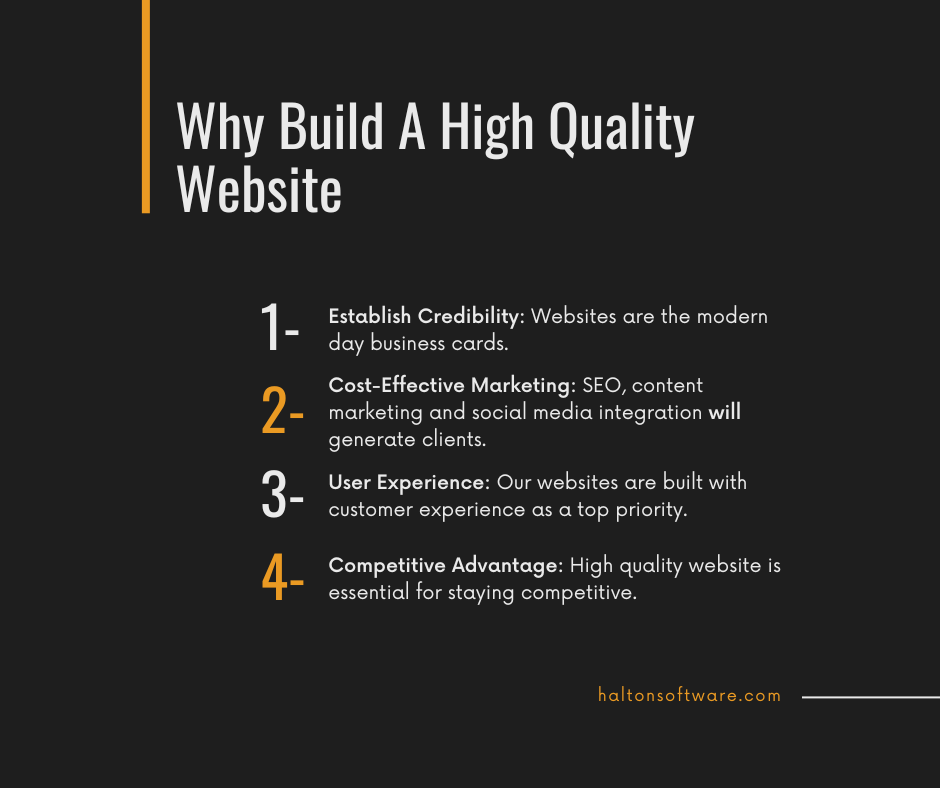 Why Build A High Quality
Website
1-
Establish Credibility: Websites are the modern
day business cards.
2-
Cost-Effective Marketing: SEO, content
marketing and social media integration will
generate clients.
3-
User Experience: Our websites are built with
customer experience as a top priority.
4-
Competitive Advantage: High quality website is
essential for staying competitive.
haltonsoftware.com